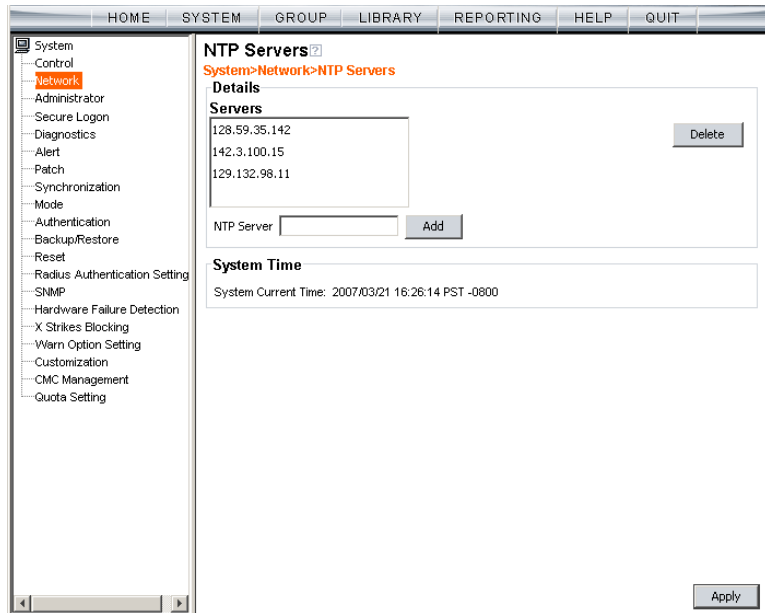 HOME SYSTEM GROUP LIBRARY REPORTING HELP QUIT
System
Control
Network
Administrator
Secure Logon
Diagnostics
Alert
Patch
Synchronization
Mode
Authentication
Backup/Restore
Reset
Radius Authentication Setting
SNMP
Hardware Failure Detection
X Strikes Blocking
Warn Option Setting
Customization
CMC Management
Quota Setting
NTP Servers ?
System>Network>NTP Servers
Details
Servers
128.59.35.142
142.3.100.15
129.132.98.11
Delete
NTP Server Add
System Time
System Current Time: 2007/03/21 16:26:14 PST -0800
Apply